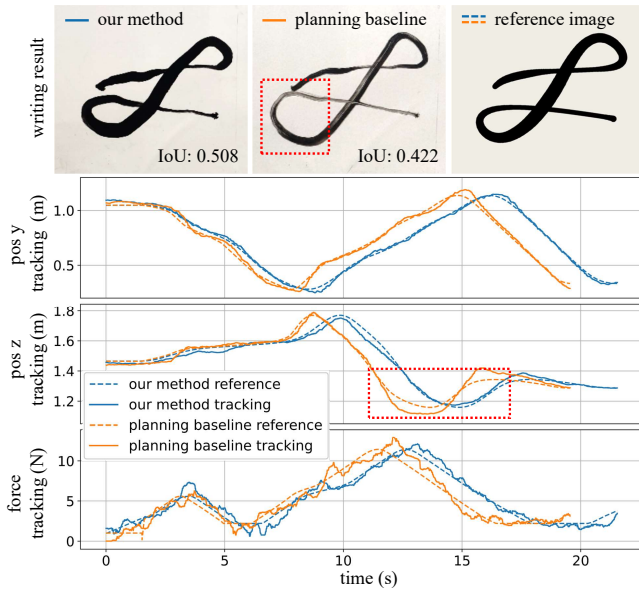 our method
planning baseline
reference image
writing result
IoU: 0.508
IoU: 0.422
pos y
tracking (m)
1.0
0.5
pos z
tracking (m)
1.8
1.6
1.4
1.2
our method reference
our method tracking
planning baseline reference
planning baseline tracking
force
tracking (N)
10
5
0
0
5
10
15
20
time (s)